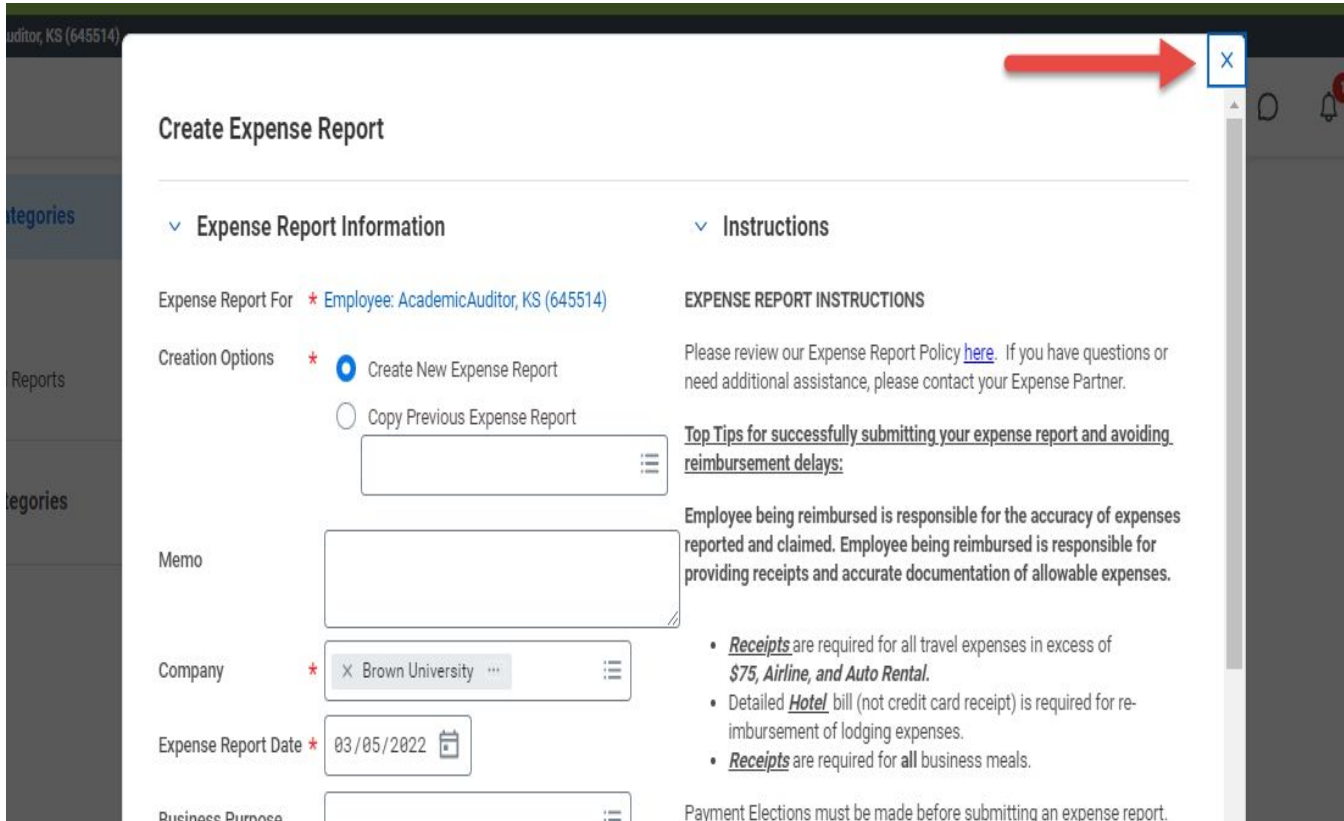 uditor, KS (645514)
X
Create Expense Report
tegories
Reports
tegories
Expense Report Information
Expense Report For * Employee: AcademicAuditor, KS (645514)
Creation Options *
Create New Expense Report
Copy Previous Expense Report
Memo
Company * × Brown University ...
Expense Report Date * 03/05/2022
Business Purpose
Instructions
EXPENSE REPORT INSTRUCTIONS
Please review our Expense Report Policy here. If you have questions or
need additional assistance, please contact your Expense Partner.
Top Tips for successfully submitting your expense report and avoiding
reimbursement delays:
Employee being reimbursed is responsible for the accuracy of expenses
reported and claimed. Employee being reimbursed is responsible for
providing receipts and accurate documentation of allowable expenses.
• Receipts are required for all travel expenses in excess of
$75, Airline, and Auto Rental.
• Detailed Hotel bill (not credit card receipt) is required for re-
imbursement of lodging expenses.
• Receipts are required for all business meals.
Payment Elections must be made before submitting an expense report.